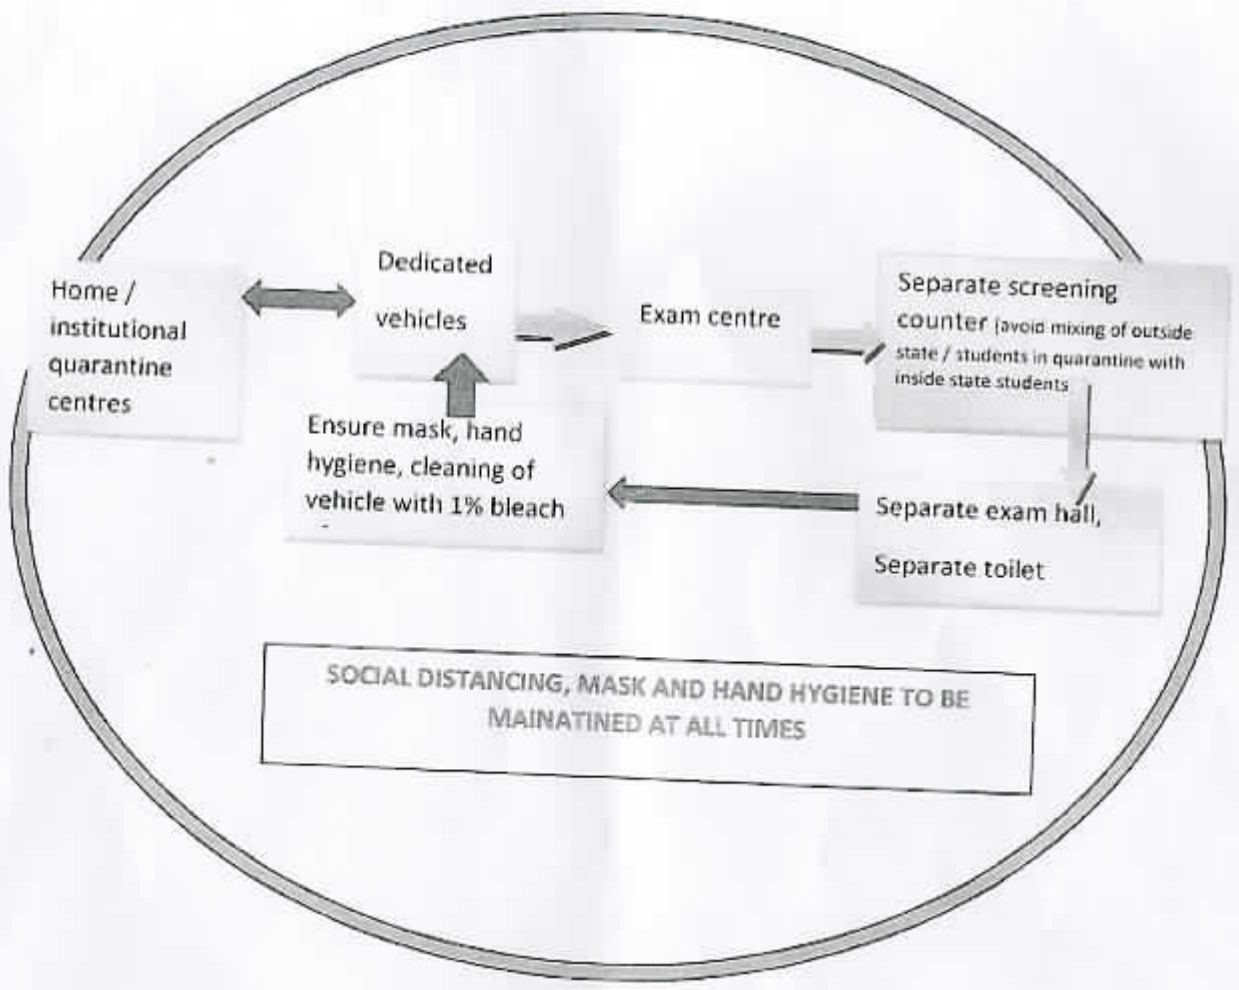 Home /
institutional
quarantine
centres
Dedicated
vehicles
Exam centre
Separate screening
counter (avoid mixing of outside
state / students in quarantine with
inside state students
Ensure mask, hand
hygiene, cleaning of
vehicle with 1% bleach
Separate exam hall,
Separate toilet
SOCIAL DISTANCING, MASK AND HAND HYGIENE TO BE
MAINATINED AT ALL TIMES